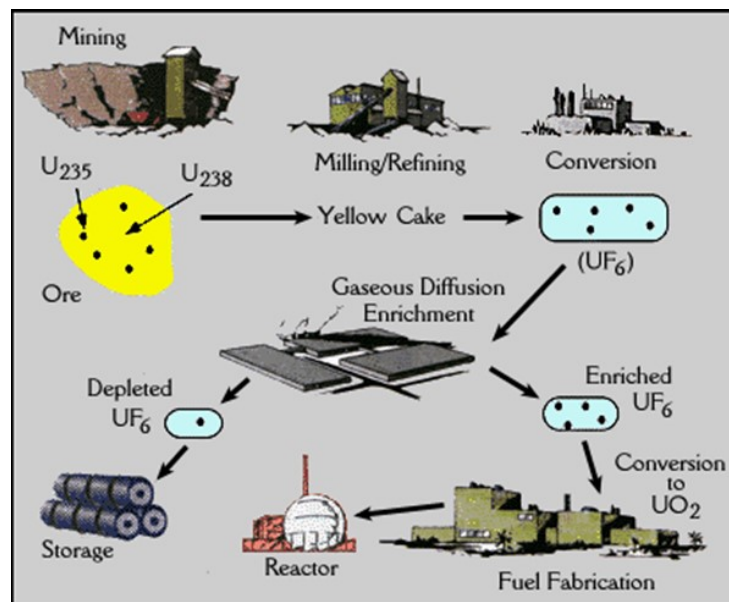 Mining
Milling/Refining
Conversion
U235
U238
Yellow Cake
(UF6)
Ore
Gaseous Diffusion
Enrichment
Depleted
UF6
Enriched
UF6
Conversion
to
UO2
Storage
Reactor
Fuel Fabrication